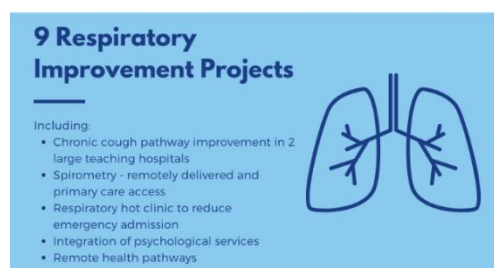 9 Respiratory
Improvement Projects
Including:
• Chronic cough pathway improvement in 2
large teaching hospitals
• Spirometry - remotely delivered and
primary care access
• Respiratory hot clinic to reduce
emergency admission
• Integration of psychological services
• Remote health pathways